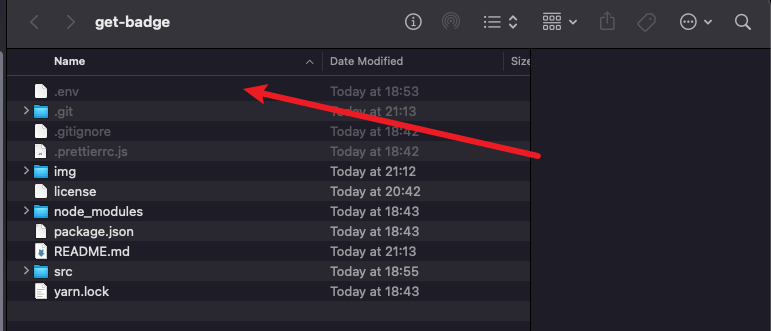 get-badge
Name Date Modified Size
.env Today at 18:53
.git Today at 21:13
.gitignore Today at 18:42
.prettierrc.js Today at 18:42
img Today at 21:12
license Today at 20:42
node_modules Today at 18:43
package.json Today at 18:43
README.md Today at 21:13
src Today at 18:55
yarn.lock Today at 18:43